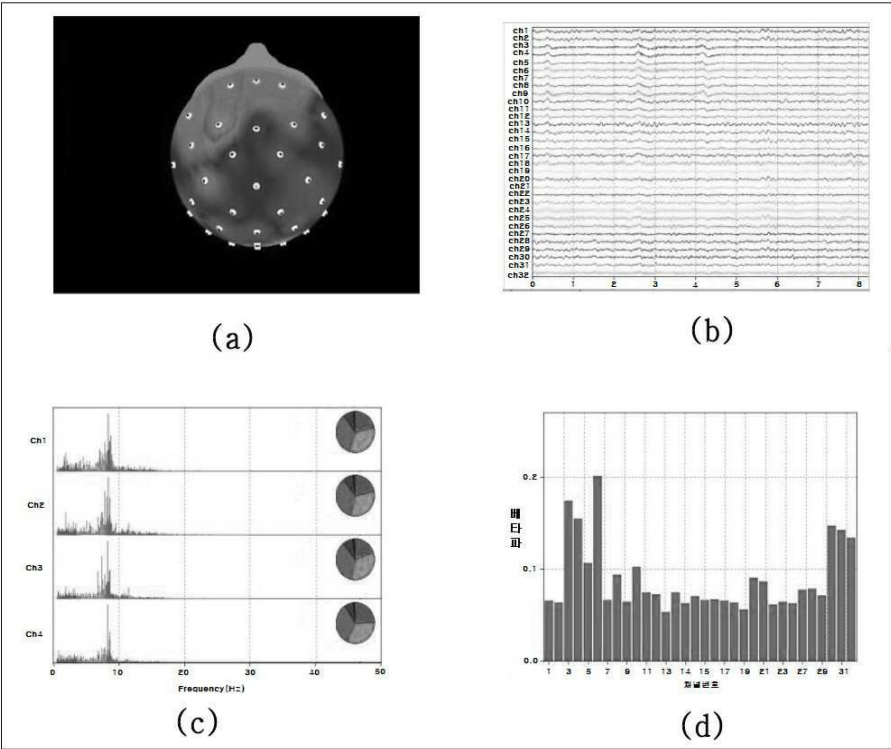 ch1
ch2
ch3
ch4
ch5
ch6
ch7
ch8
ch9
ch10
ch11
ch12
ch13
ch14
ch15
ch16
ch17
ch18
ch19
ch20
ch21
ch22
ch23
ch24
ch25
ch26
ch27
ch28
ch29
ch30
ch31
ch32
0 1 2 3 4 5 6 7 8
(a)
(b)
Ch1
Ch2
Ch3
Ch4
0 10 20 30 40 50
Frequency(Hz)
(c)
베타파
0.2
0.1
0.0
1 3 5 7 9 11 13 14 15 17 19 21 23 27 29 31
채널번호
(d)